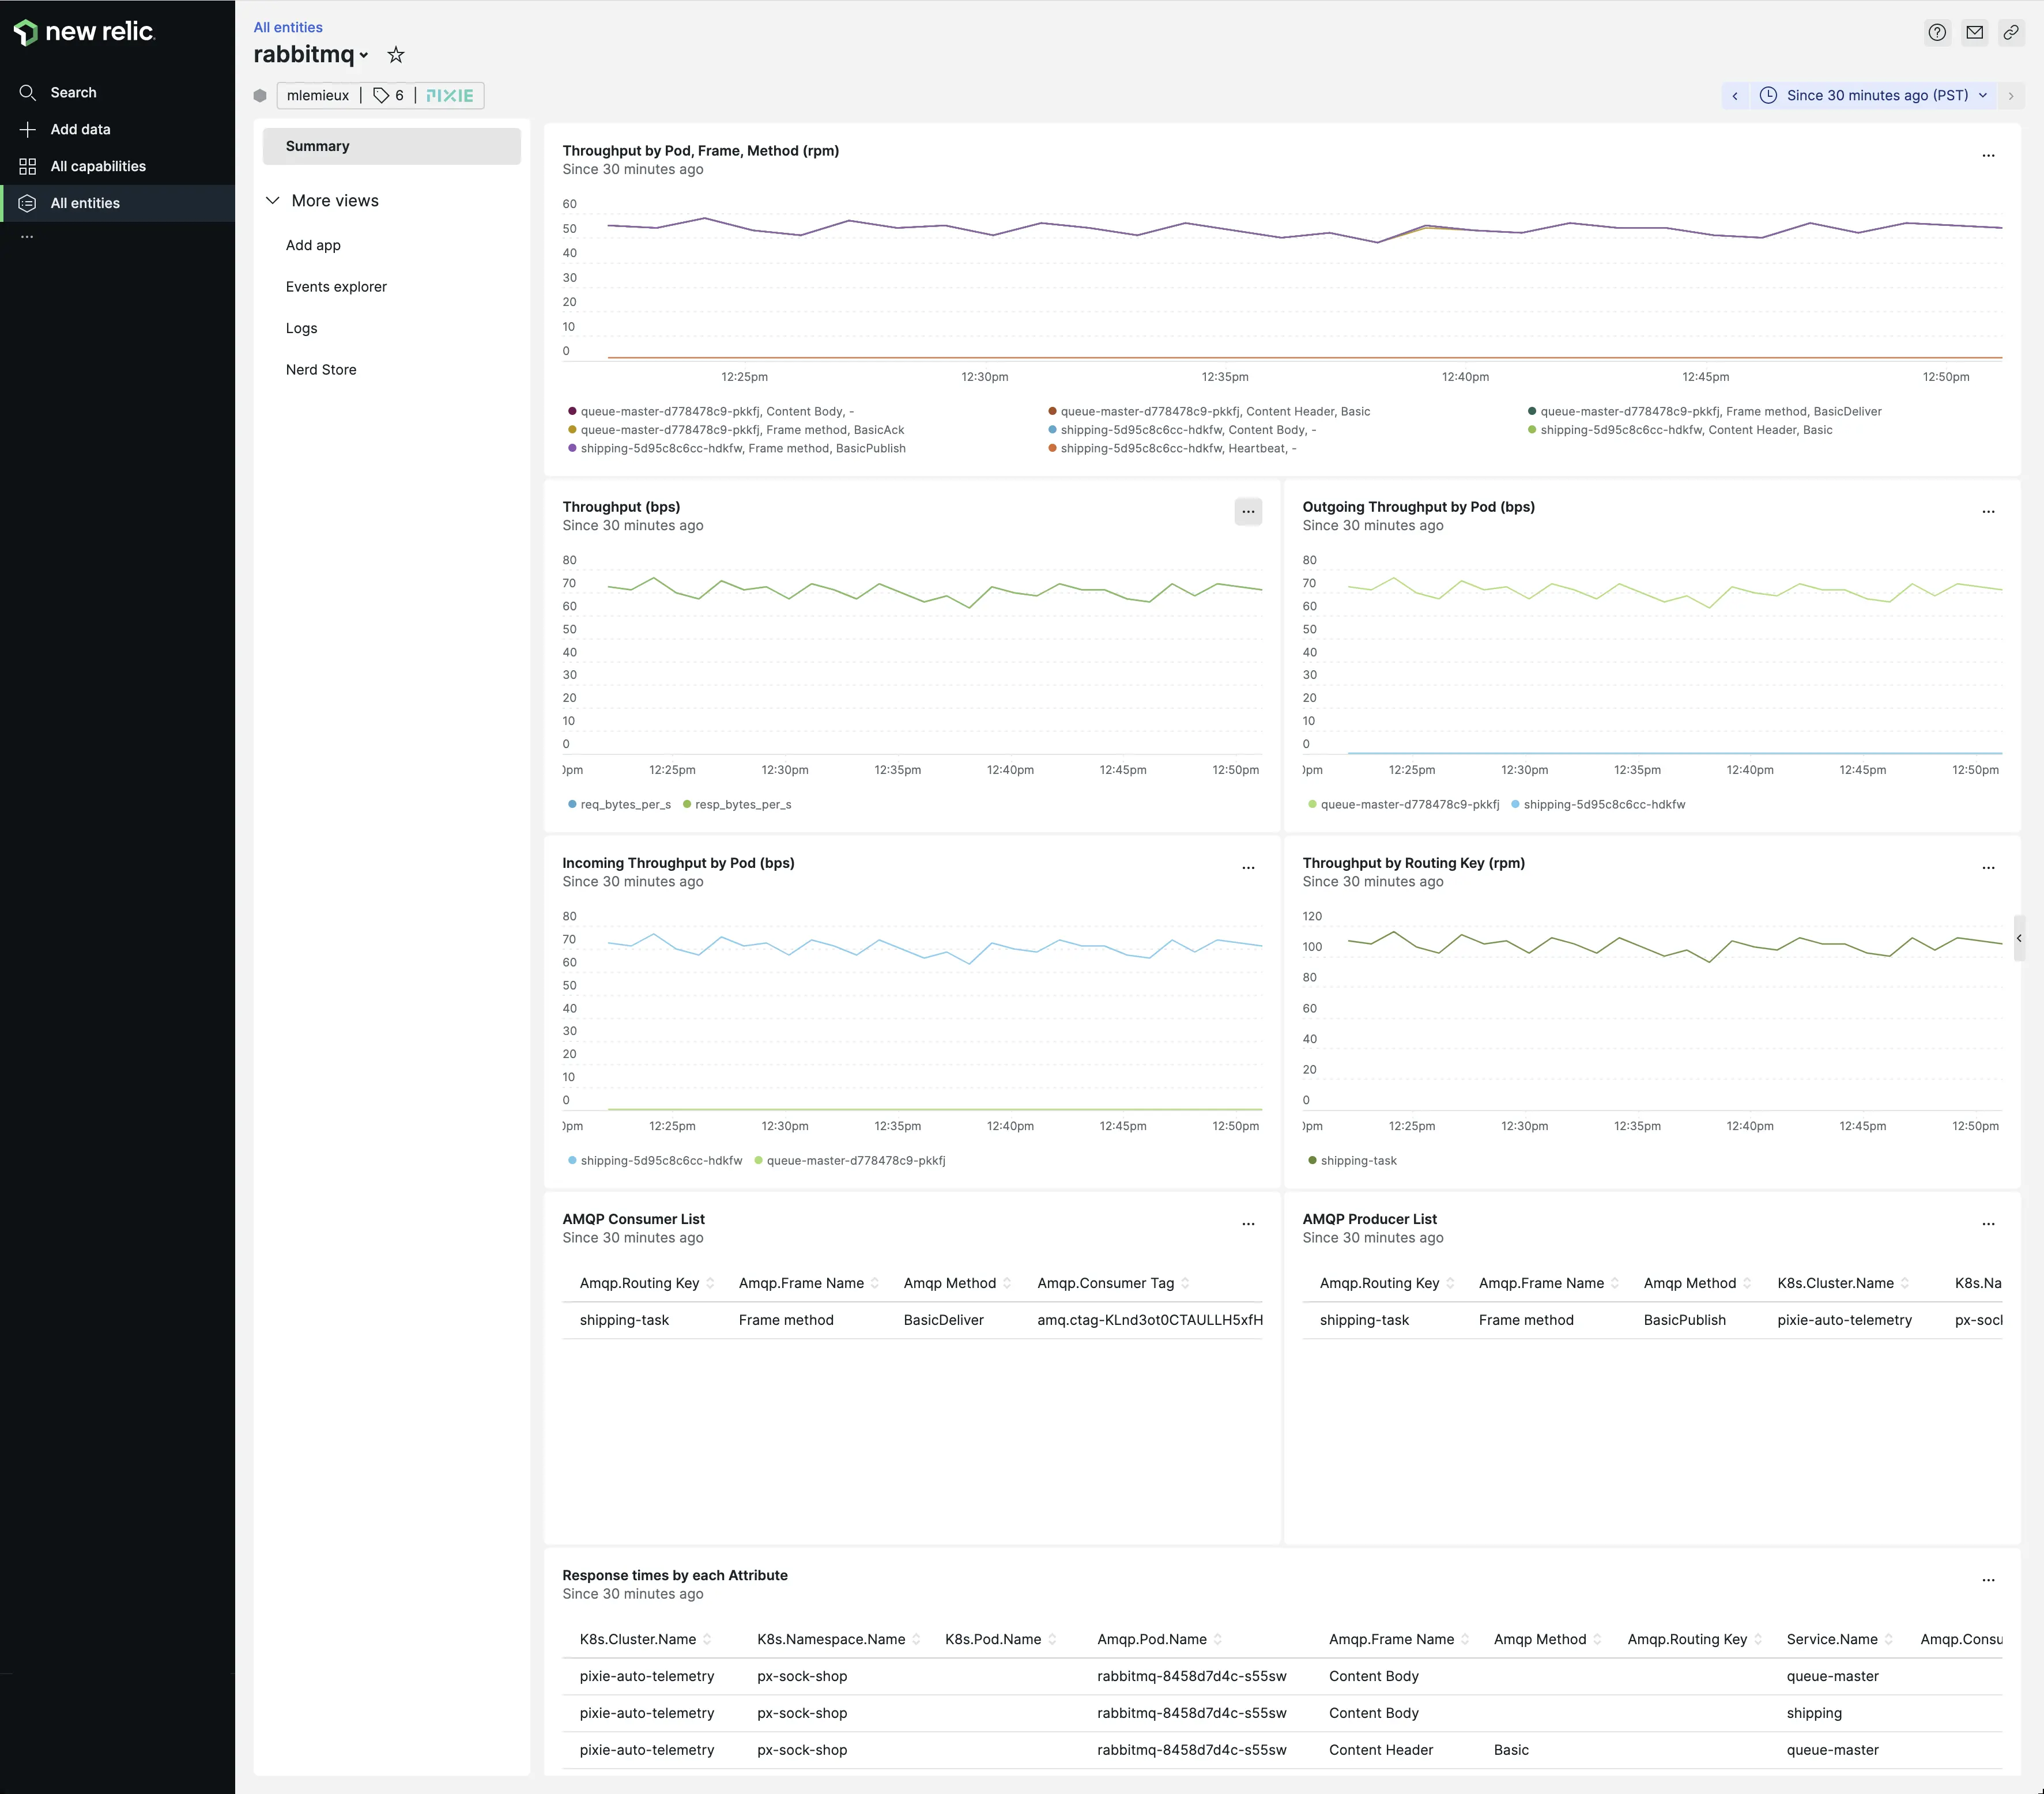 new relic.
Search
Add data
All capabilities
All entities
...
All entities
rabbitmq
mlemieux | 6 | PIXIE
Since 30 minutes ago (PST)
Summary
More views
Add app
Events explorer
Logs
Nerd Store
Throughput by Pod, Frame, Method (rpm)
Since 30 minutes ago
60
50
40
30
20
10
0
12:25pm 12:30pm 12:35pm 12:40pm 12:45pm 12:50pm
queue-master-d778478c9-pkkfj, Content Body, - queue-master-d778478c9-pkkfj, Content Header, Basic queue-master-d778478c9-pkkfj, Frame method, BasicDeliver
queue-master-d778478c9-pkkfj, Frame method, BasicAck shipping-5d95c8c6cc-hdkfw, Content Body, - shipping-5d95c8c6cc-hdkfw, Content Header, Basic
shipping-5d95c8c6cc-hdkfw, Frame method, BasicPublish shipping-5d95c8c6cc-hdkfw, Heartbeat, -
Throughput (bps)
Since 30 minutes ago
80
70
60
50
40
30
20
10
0
0pm 12:25pm 12:30pm 12:35pm 12:40pm 12:45pm 12:50pm
req_bytes_per_s resp_bytes_per_s
Outgoing Throughput by Pod (bps)
Since 30 minutes ago
80
70
60
50
40
30
20
10
0
0pm 12:25pm 12:30pm 12:35pm 12:40pm 12:45pm 12:50pm
queue-master-d778478c9-pkkfj shipping-5d95c8c6cc-hdkfw
Incoming Throughput by Pod (bps)
Since 30 minutes ago
80
70
60
50
40
30
20
10
0
0pm 12:25pm 12:30pm 12:35pm 12:40pm 12:45pm 12:50pm
shipping-5d95c8c6cc-hdkfw queue-master-d778478c9-pkkfj
Throughput by Routing Key (rpm)
Since 30 minutes ago
120
100
80
60
40
20
0
0pm 12:25pm 12:30pm 12:35pm 12:40pm 12:45pm 12:50pm
shipping-task
AMQP Consumer List
Since 30 minutes ago
Amqp.Routing Key Amqp.Frame Name Amqp Method Amqp.Consumer Tag
shipping-task Frame method BasicDeliver amq.ctag-KLnd3ot0CTAULLH5xfH
AMQP Producer List
Since 30 minutes ago
Amqp.Routing Key Amqp.Frame Name Amqp Method K8s.Cluster.Name K8s.Na
shipping-task Frame method BasicPublish pixie-auto-telemetry px-socl
Response times by each Attribute
Since 30 minutes ago
K8s.Cluster.Name K8s.Namespace.Name K8s.Pod.Name Amqp.Pod.Name Amqp.Frame Name Amqp Method Amqp.Routing Key Service.Name Amqp.Consu
pixie-auto-telemetry px-sock-shop rabbitmq-8458d7d4c-s55sw Content Body queue-master
pixie-auto-telemetry px-sock-shop rabbitmq-8458d7d4c-s55sw Content Body shipping
pixie-auto-telemetry px-sock-shop rabbitmq-8458d7d4c-s55sw Content Header Basic queue-master